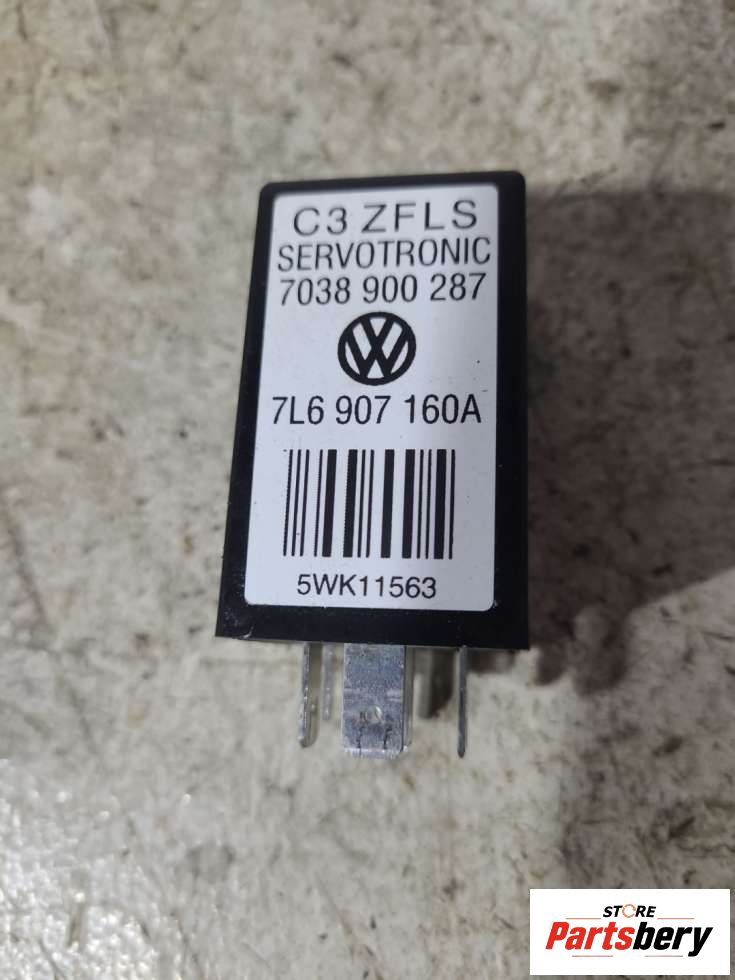 C3 ZFLS
SERVOTRONIC
7038 900 287
7L6 907 160A
5WK11563
STORE
Partsbery